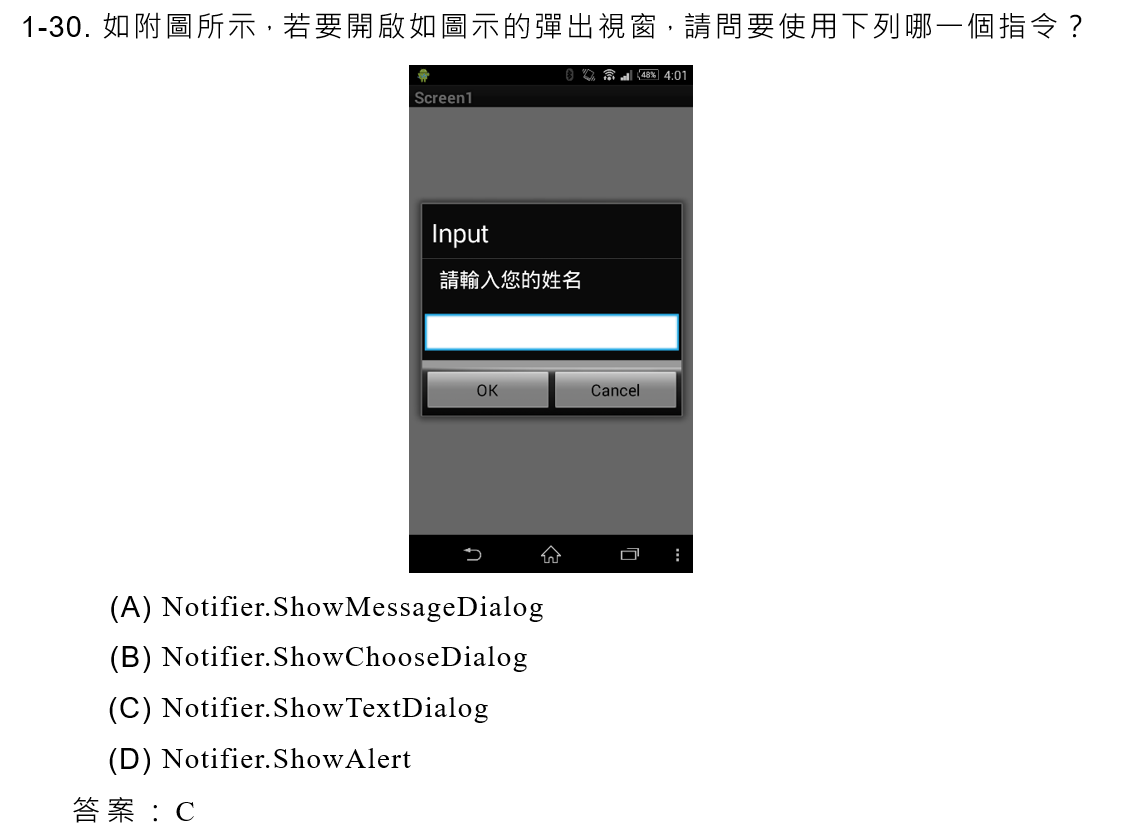 1-30. 如附圖所示，若要開啟如圖示的彈出視窗，請問要使用下列哪一個指令？
48% 4:01
Screen1
Input
請輸入您的姓名
OK Cancel
(A) Notifier.ShowMessageDialog
(B) Notifier.ShowChooseDialog
(C) Notifier.ShowTextDialog
(D) Notifier.ShowAlert
答案：C